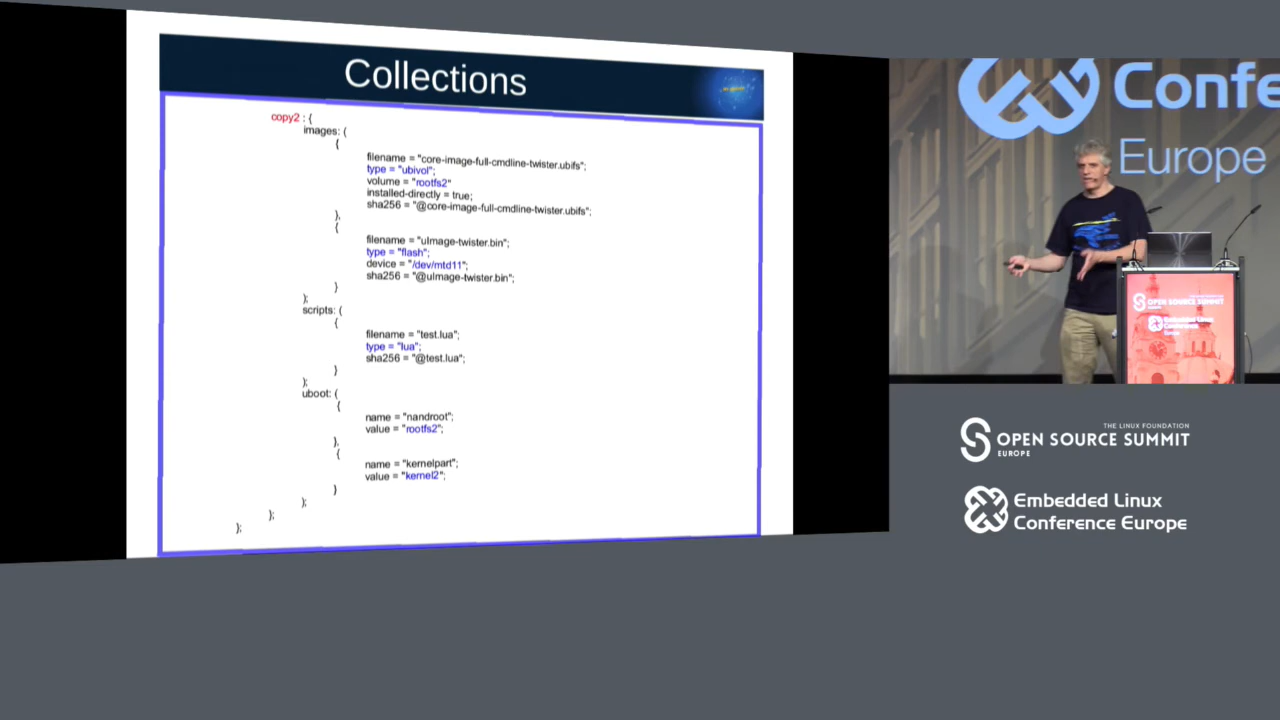 Collections
copy2 : {
images: (
{
filename = "core-image-full-cmdline-twister.ubifs";
type = "ubivol";
volume = "rootfs2"
installed-directly = true;
sha256 = "@core-image-full-cmdline-twister.ubifs";
},
{
filename = "uImage-twister.bin";
type = "flash";
device = "/dev/mtd11";
sha256 = "@uImage-twister.bin";
}
);
scripts: (
{
filename = "test.lua";
type = "lua";
sha256 = "@test.lua";
}
);
uboot: (
{
name = "nandroot";
value = "rootfs2";
},
{
name = "kernelpart";
value = "kernel2";
}
);
};
};
Confe
Europe
OPEN SOURCE SUMMIT
Embedded Linux
Conference
Europe
THE LINUX FOUNDATION
OPEN SOURCE SUMMIT
EUROPE
Embedded Linux
Conference Europe